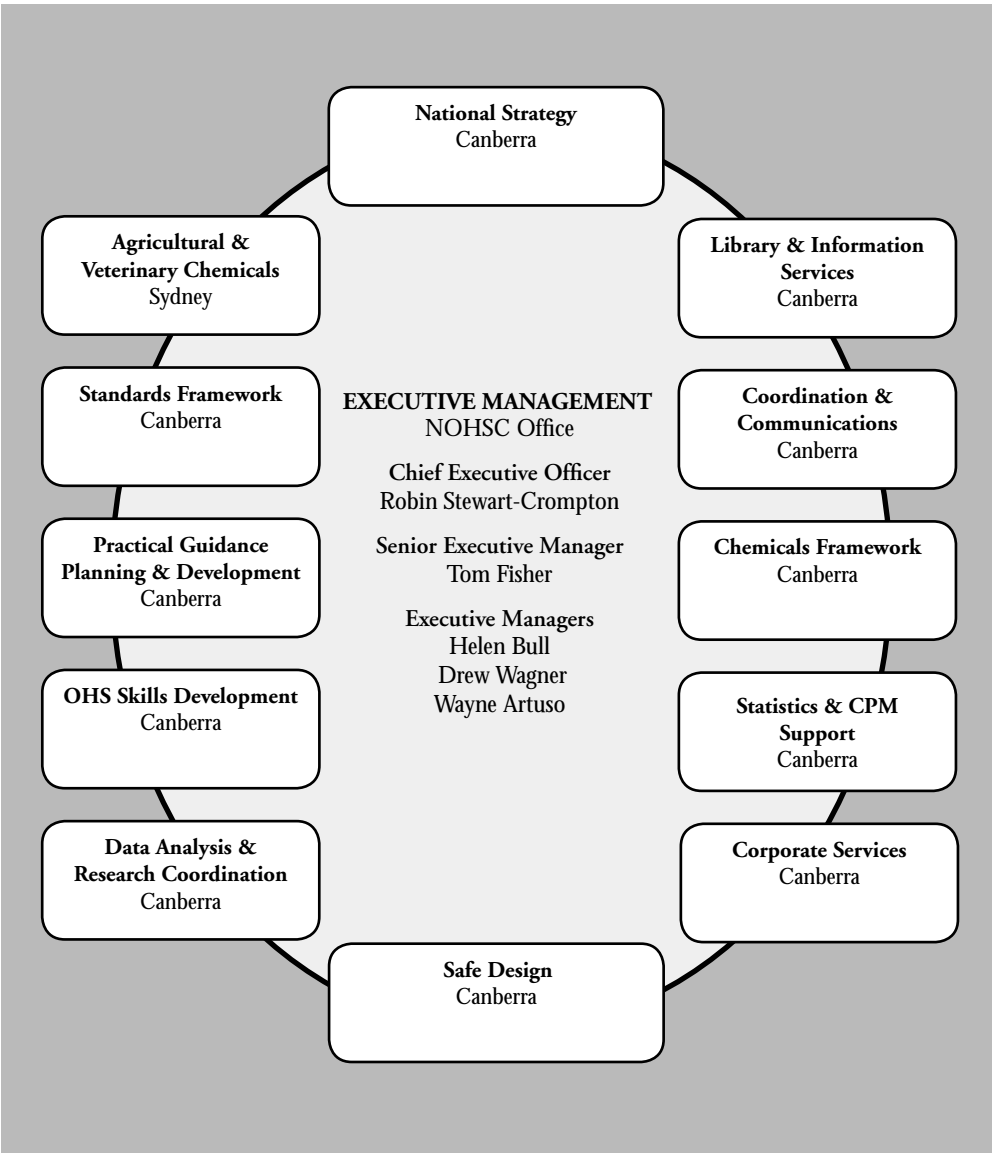 National Strategy
Canberra
Agricultural &
Veterinary Chemicals
Sydney
Library & Information
Services
Canberra
Standards Framework
Canberra
EXECUTIVE MANAGEMENT
NOHSC Office
Chief Executive Officer
Robin Stewart-Crompton
Senior Executive Manager
Tom Fisher
Executive Managers
Helen Bull
Drew Wagner
Wayne Artuso
Coordination &
Communications
Canberra
Practical Guidance
Planning & Development
Canberra
Chemicals Framework
Canberra
OHS Skills Development
Canberra
Statistics & CPM
Support
Canberra
Data Analysis &
Research Coordination
Canberra
Corporate Services
Canberra
Safe Design
Canberra